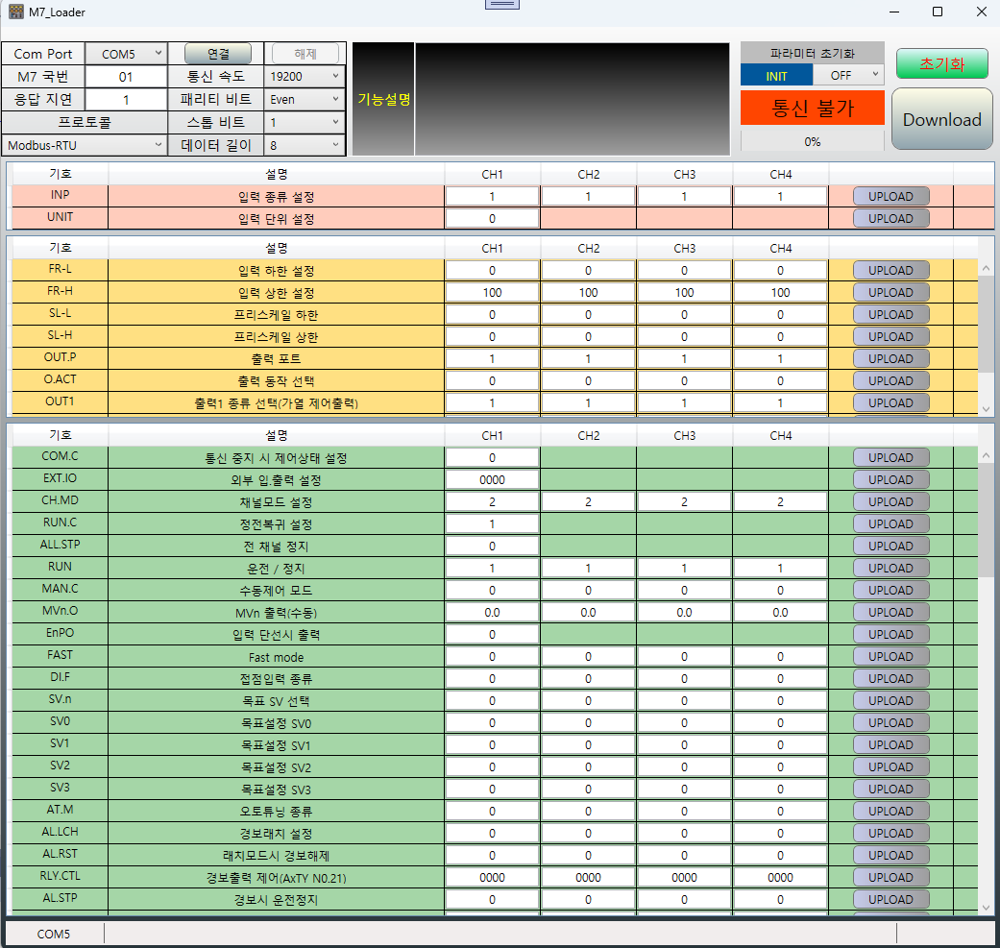 M7_Loader
Com Port COM5 연결 해제
M7 국번 01 통신 속도 19200
응답 지연 1 패리티 비트 Even
프로토콜 스톱 비트 1
Modbus-RTU 데이터 길이 8
기능설명
파라미터 초기화
INIT OFF
통신 불가
0%
초기화
Download
기호 설명 CH1 CH2 CH3 CH4
INP 입력 종류 설정 1 1 1 1 UPLOAD
UNIT 입력 단위 설정 0 UPLOAD
기호 설명 CH1 CH2 CH3 CH4
FR-L 입력 하한 설정 0 0 0 0 UPLOAD
FR-H 입력 상한 설정 100 100 100 100 UPLOAD
SL-L 프리스케일 하한 0 0 0 0 UPLOAD
SL-H 프리스케일 상한 0 0 0 0 UPLOAD
OUT.P 출력 포트 1 1 1 1 UPLOAD
O.ACT 출력 동작 선택 0 0 0 0 UPLOAD
OUT1 출력1 종류 선택(가열 제어출력) 1 1 1 1 UPLOAD
기호 설명 CH1 CH2 CH3 CH4
COM.C 통신 중지 시 제어상태 설정 0 UPLOAD
EXT.IO 외부 입.출력 설정 0000 UPLOAD
CH.MD 채널모드 설정 2 2 2 2 UPLOAD
RUN.C 정전복귀 설정 1 UPLOAD
ALL.STP 전 채널 정지 0 UPLOAD
RUN 운전 / 정지 1 1 1 1 UPLOAD
MAN.C 수동제어 모드 0 0 0 0 UPLOAD
MVn.O MVn 출력(수동) 0.0 0.0 0.0 0.0 UPLOAD
EnPO 입력 단선시 출력 0 UPLOAD
FAST Fast mode 0 0 0 0 UPLOAD
DI.F 접점입력 종류 0 0 0 0 UPLOAD
SV.n 목표 SV 선택 0 0 0 0 UPLOAD
SV0 목표설정 SV0 0 0 0 0 UPLOAD
SV1 목표설정 SV1 0 0 0 0 UPLOAD
SV2 목표설정 SV2 0 0 0 0 UPLOAD
SV3 목표설정 SV3 0 0 0 0 UPLOAD
AT.M 오토튜닝 종류 0 0 0 0 UPLOAD
AL.LCH 경보래치 설정 0 0 0 0 UPLOAD
AL.RST 래치모드시 경보해제 0 0 0 0 UPLOAD
RLY.CTL 경보출력 제어(AxTY N0.21) 0000 0000 0000 0000 UPLOAD
AL.STP 경보시 운전정지 0 0 0 0 UPLOAD
COM5